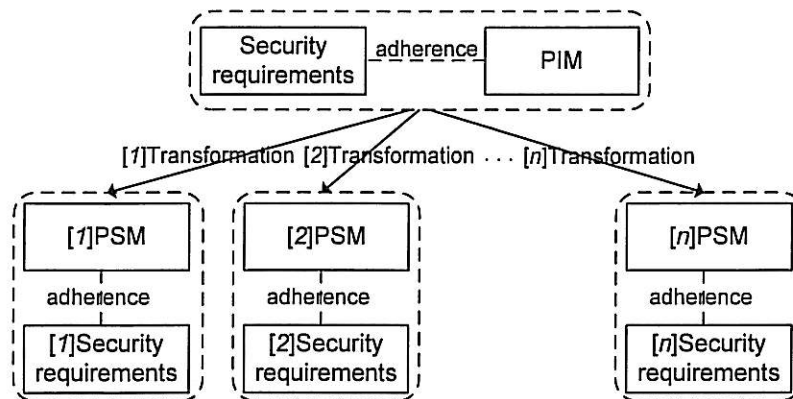 Security
requirements
adherence
PIM
[1]Transformation [2]Transformation . . . [n]Transformation
[1]PSM
[2]PSM
[n]PSM
adherence
adherence
adherence
[1]Security
requirements
[2]Security
requirements
[n]Security
requirements